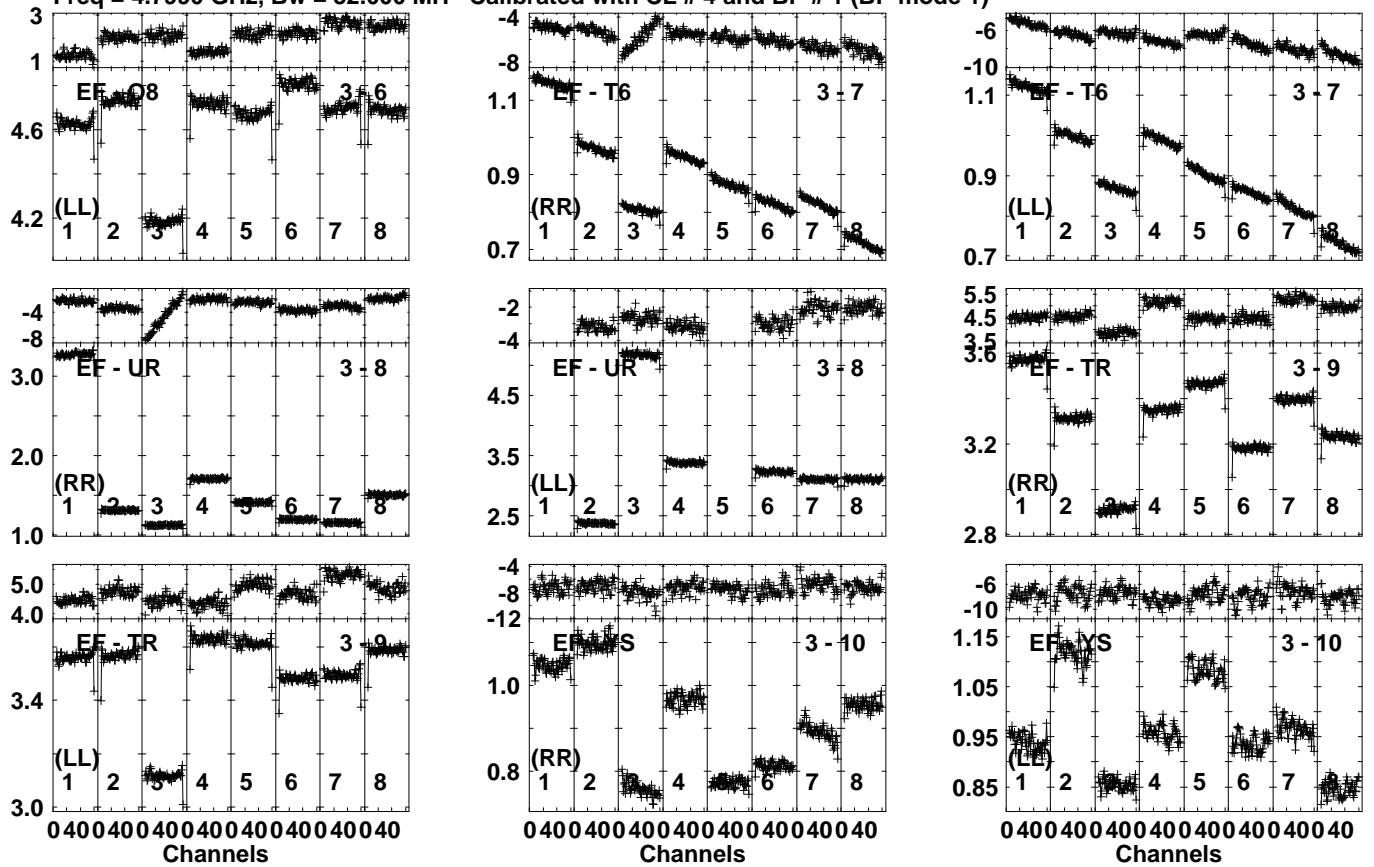 3 1 EF - O8 3 - 6 4.6 (LL) 4.2 1 2 3 4 5 6 7 8
-4 -8 1.1 EF - T6 3 - 7 0.9 (RR) 0.7 1 2 3 4 5 6 7 8
-6 -10 1.1 EF - T6 3 - 7 0.9 (LL) 0.7 1 2 3 4 5 6 7 8
-4 -8 3.0 EF - UR 3 - 8 2.0 (RR) 1.0 1 2 3 4 5 6 7 8
-2 -4 EF - UR 3 - 8 4.5 3.5 (LL) 2.5 1 2 3 4 5 6 7 8
5.5 4.5 3.5 3.6 EF - TR 3 - 9 3.2 (RR) 2.8 1 2 3 4 5 6 7 8
5.0 4.0 EF - TR 3 - 9 3.4 (LL) 3.0 1 2 3 4 5 6 7 8
-4 -8 -12 EF - YS 3 - 10 1.0 (RR) 0.8 1 2 3 4 5 6 7 8
-6 -10 1.15 EF - YS 3 - 10 1.05 0.95 (LL) 0.85 1 2 3 4 5 6 7 8
0 40 0 40 0 40 0 40 0 40 0 40 0 40 0 40
0 40 0 40 0 40 0 40 0 40 0 40 0 40 0 40
0 40 0 40 0 40 0 40 0 40 0 40 0 40 0 40
Channels Channels Channels